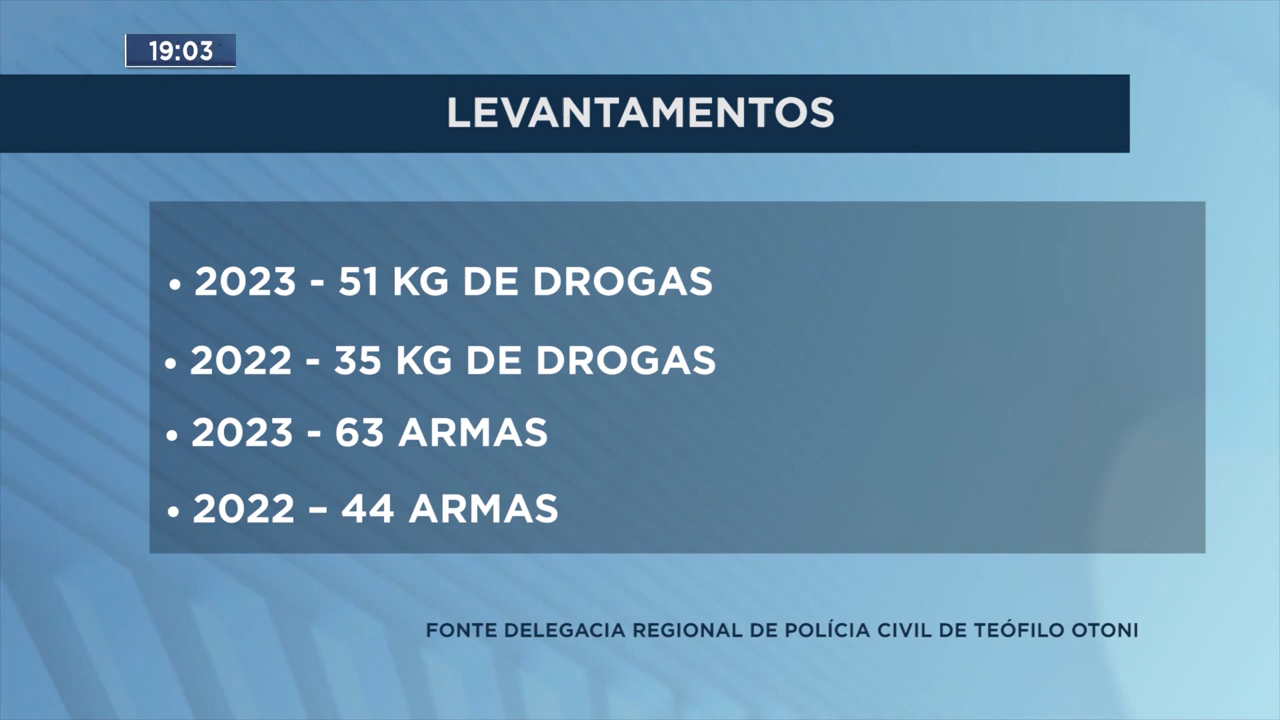 19:03
LEVANTAMENTOS
• 2023 - 51 KG DE DROGAS
• 2022 - 35 KG DE DROGAS
• 2023 - 63 ARMAS
• 2022 – 44 ARMAS
FONTE DELEGACIA REGIONAL DE POLÍCIA CIVIL DE TEÓFILO OTONI